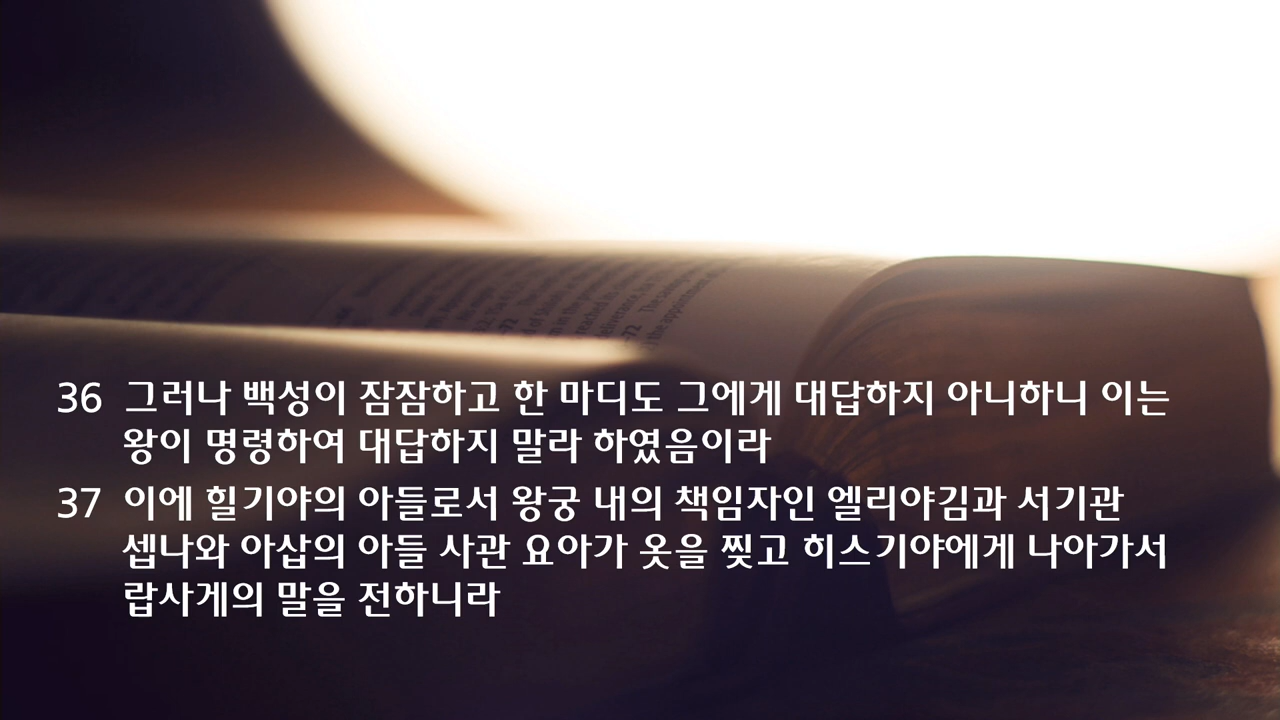 36 그러나 백성이 잠잠하고 한 마디도 그에게 대답하지 아니하니 이는
왕이 명령하여 대답하지 말라 하였음이라
37 이에 힐기야의 아들로서 왕궁 내의 책임자인 엘리야김과 서기관
셉나와 아삽의 아들 사관 요아가 옷을 찢고 히스기야에게 나아가서
랍사게의 말을 전하니라